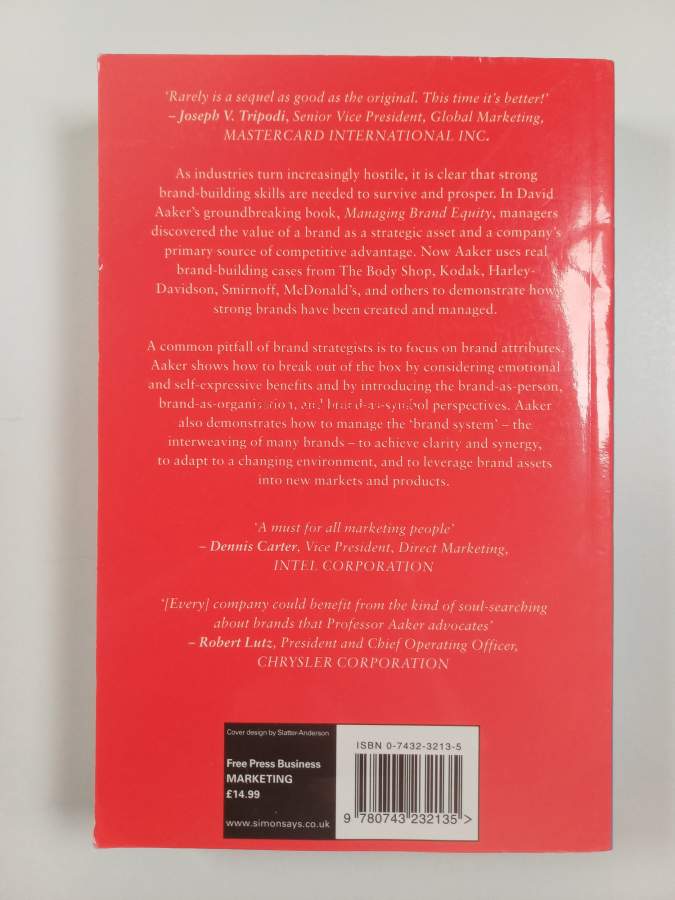 ‘Rarely is a sequel as good as the original. This time it’s better!’
– Joseph V. Tripodi, Senior Vice President, Global Marketing,
MASTERCARD INTERNATIONAL INC.
As industries turn increasingly hostile, it is clear that strong
brand-building skills are needed to survive and prosper. In David
Aaker’s groundbreaking book, Managing Brand Equity, managers
discovered the value of a brand as a strategic asset and a company’s
primary source of competitive advantage. Now Aaker uses real
brand-building cases from The Body Shop, Kodak, Harley-
Davidson, Smirnoff, McDonald’s, and others to demonstrate how
strong brands have been created and managed.
A common pitfall of brand strategists is to focus on brand attributes.
Aaker shows how to break out of the box by considering emotional
and self-expressive benefits and by introducing the brand-as-person,
brand-as-organisation, and brand-as-symbol perspectives. Aaker
also demonstrates how to manage the ‘brand system’ – the
interweaving of many brands – to achieve clarity and synergy,
to adapt to a changing environment, and to leverage brand assets
into new markets and products.
‘A must for all marketing people’
– Dennis Carter, Vice President, Direct Marketing,
INTEL CORPORATION
‘[Every] company could benefit from the kind of soul-searching
about brands that Professor Aaker advocates’
– Robert Lutz, President and Chief Operating Officer,
CHRYSLER CORPORATION
Cover design by Slatter-Anderson
Free Press Business
MARKETING
£14.99
www.simonsays.co.uk
ISBN 0-7432-3213-5
9 780743 232135 >